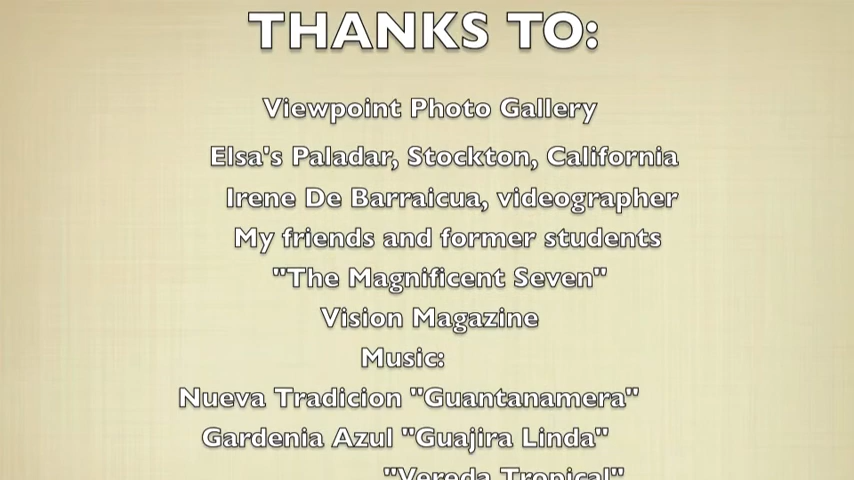 THANKS TO:
Viewpoint Photo Gallery
Elsa's Paladar, Stockton, California
Irene De Barraicua, videographer
My friends and former students
"The Magnificent Seven"
Vision Magazine
Music:
Nueva Tradicion "Guantanamera"
Gardenia Azul "Guajira Linda"
"Vereda Tropical"